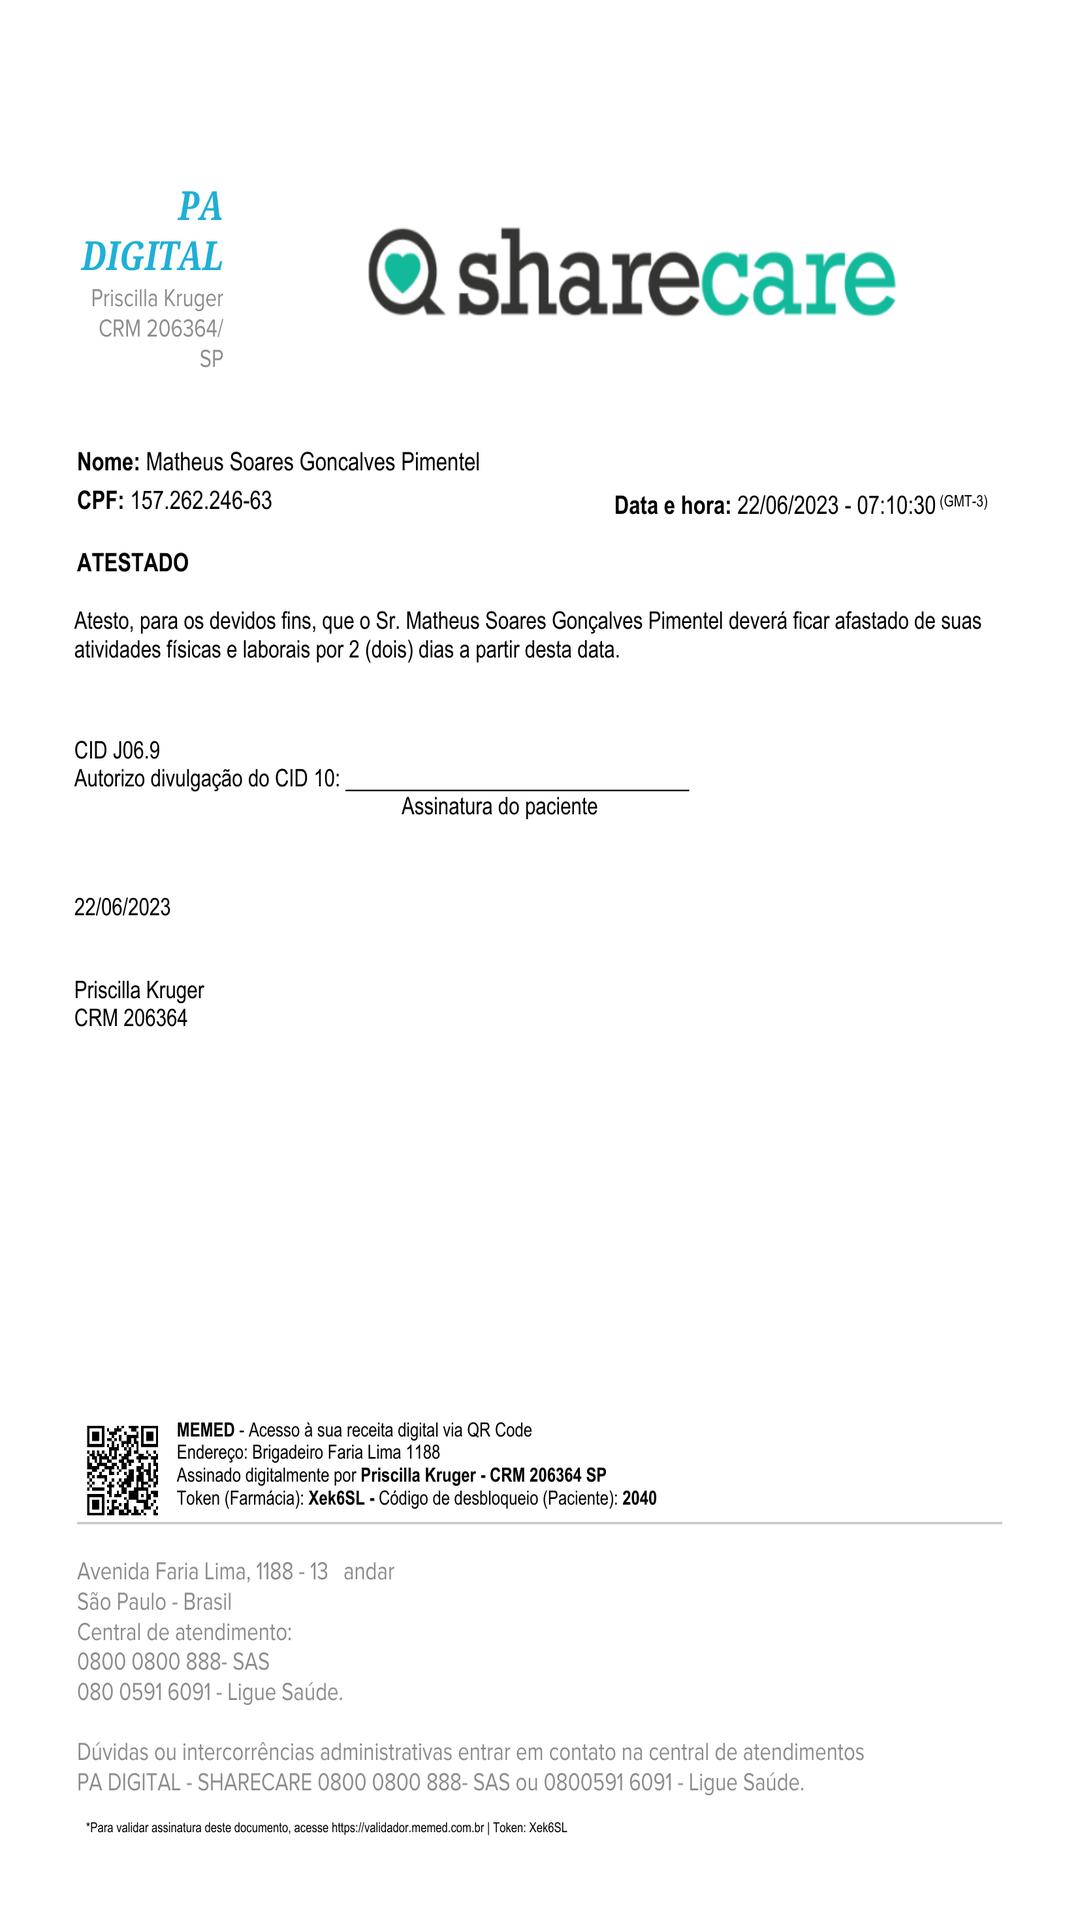 PA
DIGITAL
Priscilla Kruger
CRM 206364/
SP
sharecare
Nome: Matheus Soares Goncalves Pimentel
CPF: 157.262.246-63
Data e hora: 22/06/2023 - 07:10:30 (GMT-3)
ATESTADO
Atesto, para os devidos fins, que o Sr. Matheus Soares Gonçalves Pimentel deverá ficar afastado de suas
atividades físicas e laborais por 2 (dois) dias a partir desta data.
CID J06.9
Autorizo divulgação do CID 10: ____________________________
Assinatura do paciente
22/06/2023
Priscilla Kruger
CRM 206364
MEMED - Acesso à sua receita digital via QR Code
Endereço: Brigadeiro Faria Lima 1188
Assinado digitalmente por Priscilla Kruger - CRM 206364 SP
Token (Farmácia): Xek6SL - Código de desbloqueio (Paciente): 2040
Avenida Faria Lima, 1188 - 13 andar
São Paulo - Brasil
Central de atendimento:
0800 0800 888- SAS
080 0591 6091 - Ligue Saúde.
Dúvidas ou intercorrências administrativas entrar em contato na central de atendimentos
PA DIGITAL - SHARECARE 0800 0800 888- SAS ou 0800591 6091 - Ligue Saúde.
*Para validar assinatura deste documento, acesse https://validador.memed.com.br | Token: Xek6SL